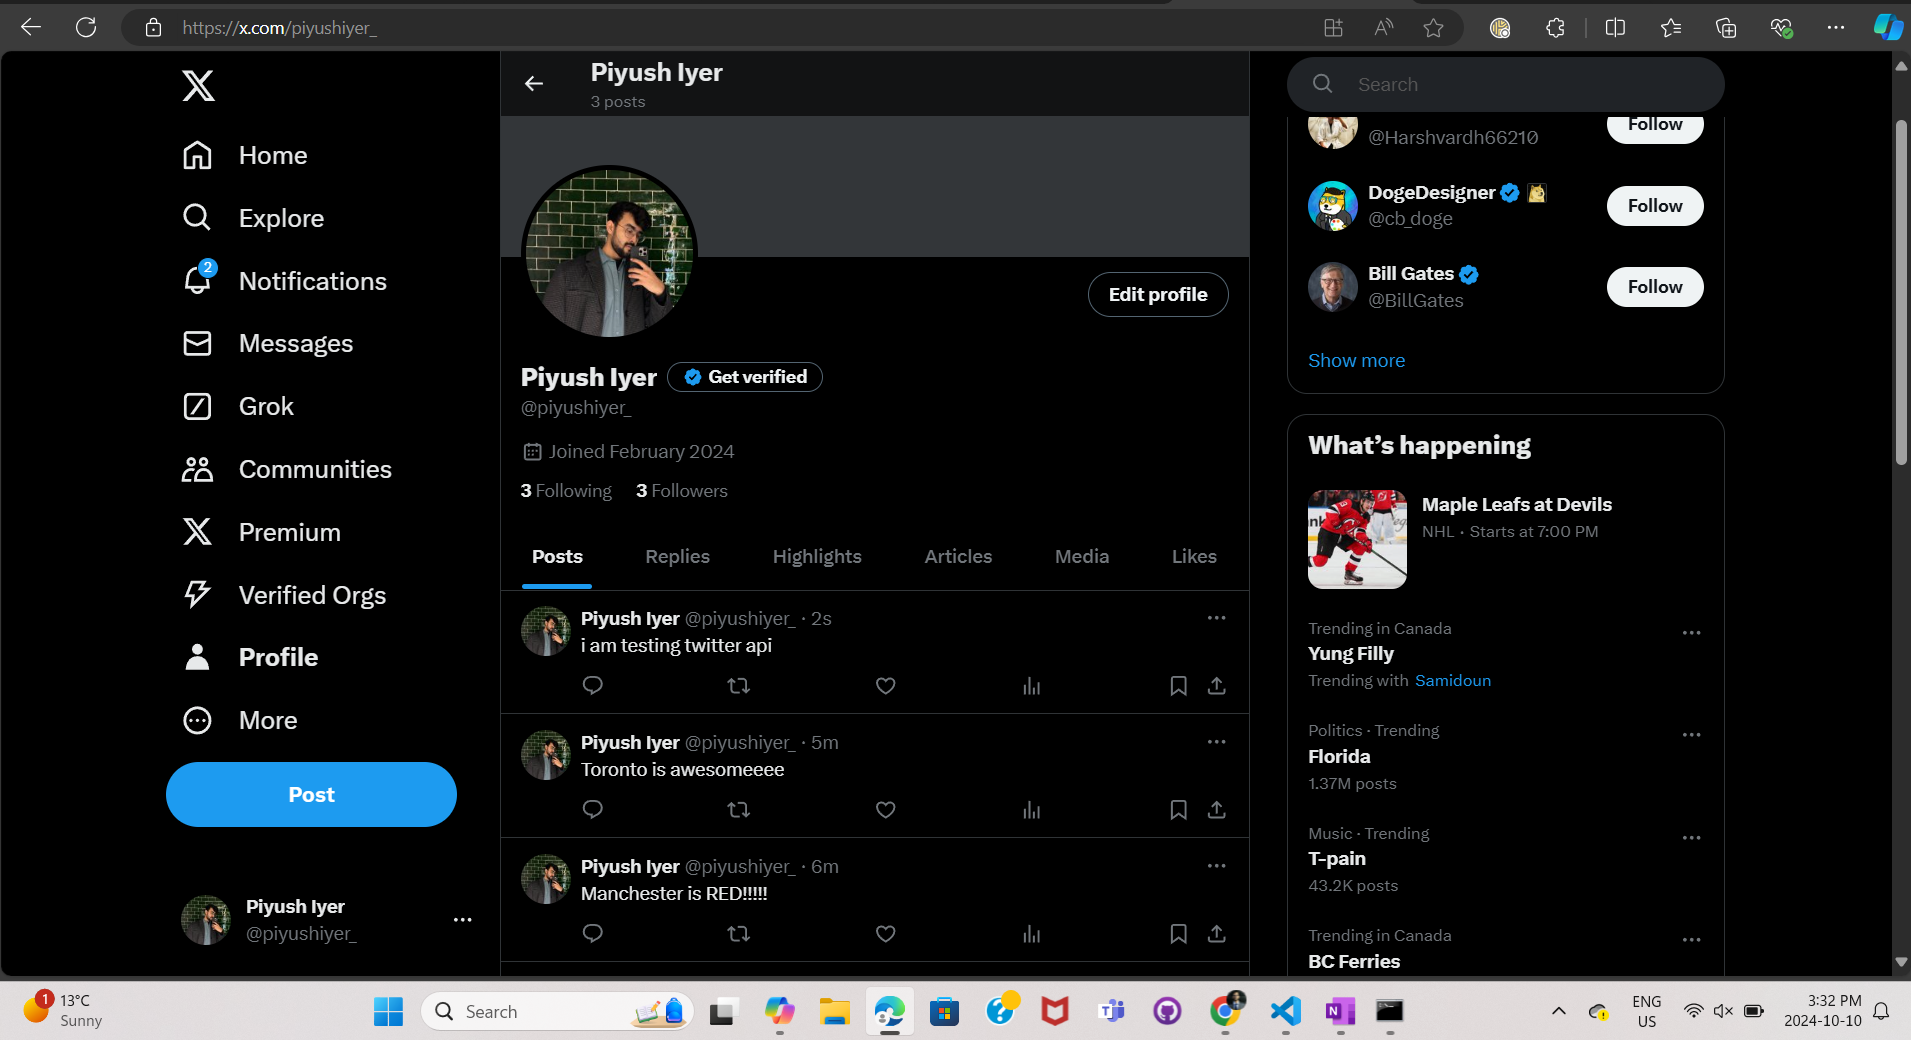 https://x.com/piyushiyer_
Piyush Iyer
3 posts
Home
Explore
2
Notifications
Messages
Grok
Communities
Premium
Verified Orgs
Profile
More
Post
Piyush Iyer
@piyushiyer_
Edit profile
Piyush Iyer Get verified
@piyushiyer_
Joined February 2024
3 Following 3 Followers
Posts Replies Highlights Articles Media Likes
Piyush Iyer @piyushiyer_ · 2s
i am testing twitter api
Piyush Iyer @piyushiyer_ · 5m
Toronto is awesomeeee
Piyush Iyer @piyushiyer_ · 6m
Manchester is RED!!!!!
Search
@Harshvardh66210
Follow
DogeDesigner
@cb_doge
Follow
Bill Gates
@BillGates
Follow
Show more
What's happening
Maple Leafs at Devils
NHL · Starts at 7:00 PM
Trending in Canada
Yung Filly
Trending with Samidoun
Politics · Trending
Florida
1.37M posts
Music · Trending
T-pain
43.2K posts
Trending in Canada
BC Ferries
1
13°C
Sunny
Search
ENG
US
3:32 PM
2024-10-10